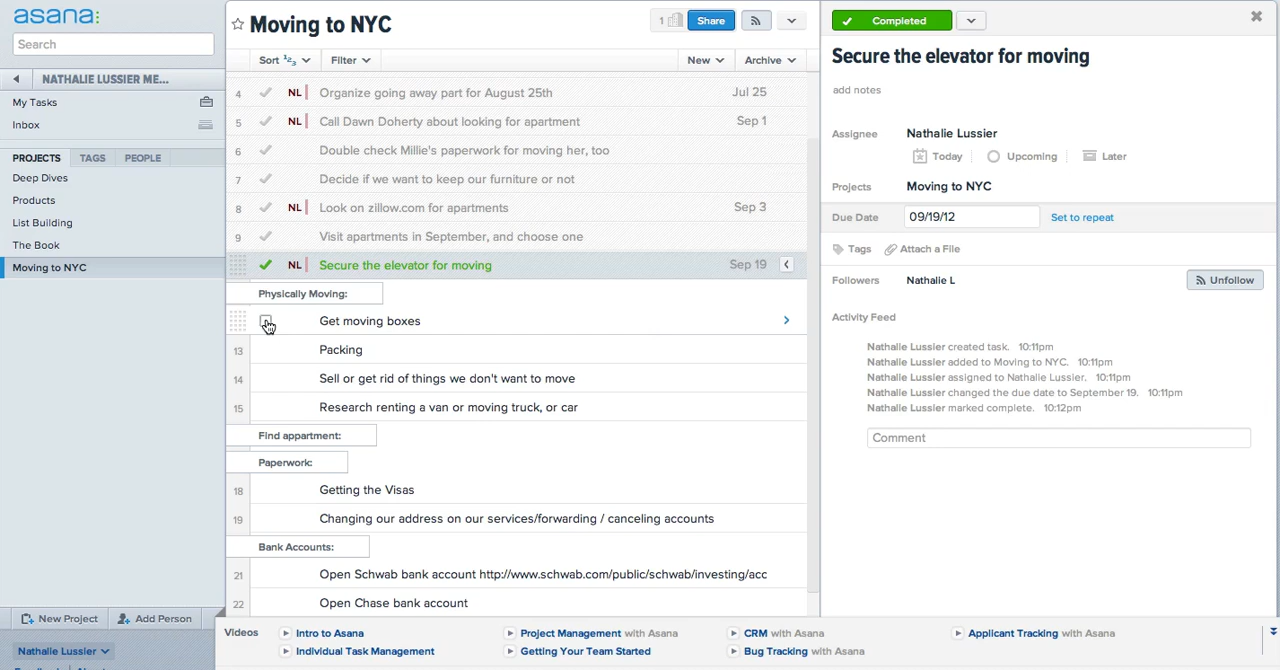 asana:
Search
NATHALIE LUSSIER ME...
My Tasks
Inbox
PROJECTS TAGS PEOPLE
Deep Dives
Products
List Building
The Book
Moving to NYC
New Project Add Person
Nathalie Lussier
Moving to NYC
1 Share
Sort Filter New Archive
4 NL Organize going away part for August 25th Jul 25
5 NL Call Dawn Doherty about looking for apartment Sep 1
6 Double check Millie's paperwork for moving her, too
7 Decide if we want to keep our furniture or not
8 NL Look on zillow.com for apartments Sep 3
9 Visit apartments in September, and choose one
NL Secure the elevator for moving Sep 19
Physically Moving:
Get moving boxes
13 Packing
14 Sell or get rid of things we don't want to move
15 Research renting a van or moving truck, or car
Find appartment:
Paperwork:
18 Getting the Visas
19 Changing our address on our services/forwarding / canceling accounts
Bank Accounts:
21 Open Schwab bank account http://www.schwab.com/public/schwab/investing/acc
22 Open Chase bank account
Completed
Secure the elevator for moving
add notes
Assignee Nathalie Lussier
Today Upcoming Later
Projects Moving to NYC
Due Date 09/19/12 Set to repeat
Tags Attach a File
Followers Nathalie L Unfollow
Activity Feed
Nathalie Lussier created task. 10:11pm
Nathalie Lussier added to Moving to NYC. 10:11pm
Nathalie Lussier assigned to Nathalie Lussier. 10:11pm
Nathalie Lussier changed the due date to September 19. 10:11pm
Nathalie Lussier marked complete. 10:12pm
Comment
Videos Intro to Asana Project Management with Asana CRM with Asana Applicant Tracking with Asana
Individual Task Management Getting Your Team Started Bug Tracking with Asana